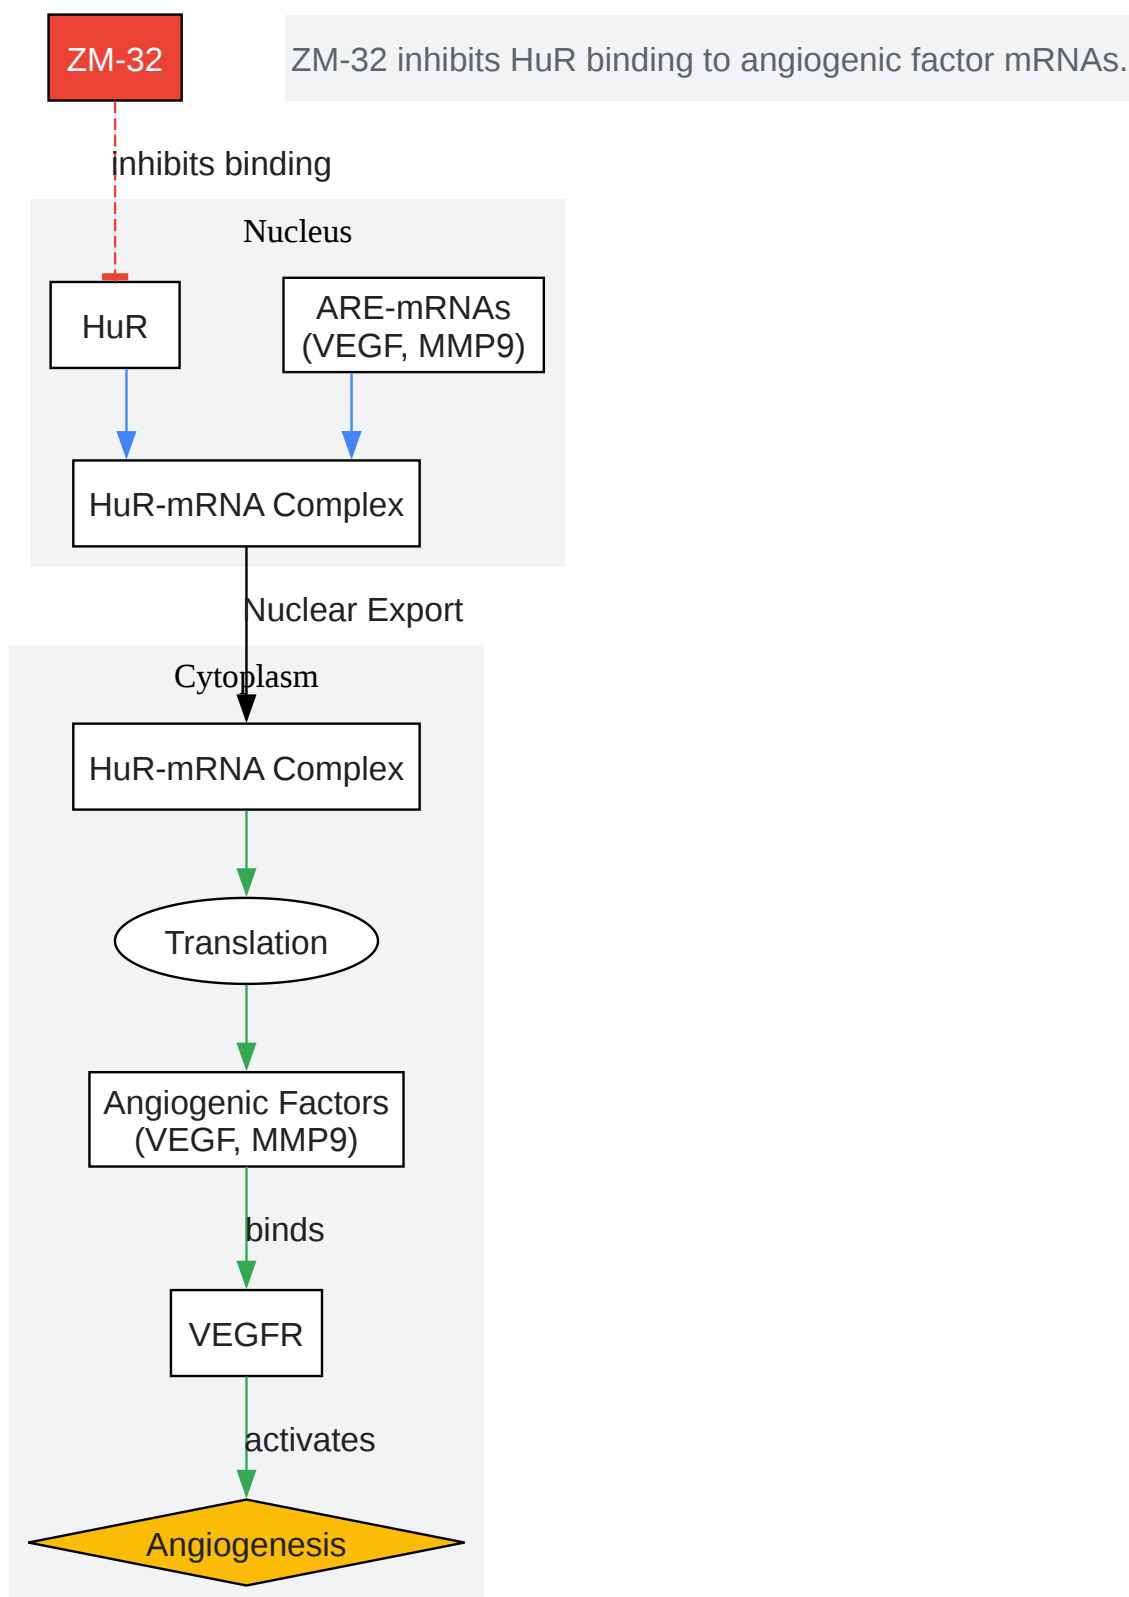 ZM-32
ZM-32 inhibits HuR binding to angiogenic factor mRNAs.
inhibits binding
Nucleus
HuR
ARE-mRNAs
(VEGF, MMP9)
HuR-mRNA Complex
Nuclear Export
Cytoplasm
HuR-mRNA Complex
Translation
Angiogenic Factors
(VEGF, MMP9)
binds
VEGFR
activates
Angiogenesis